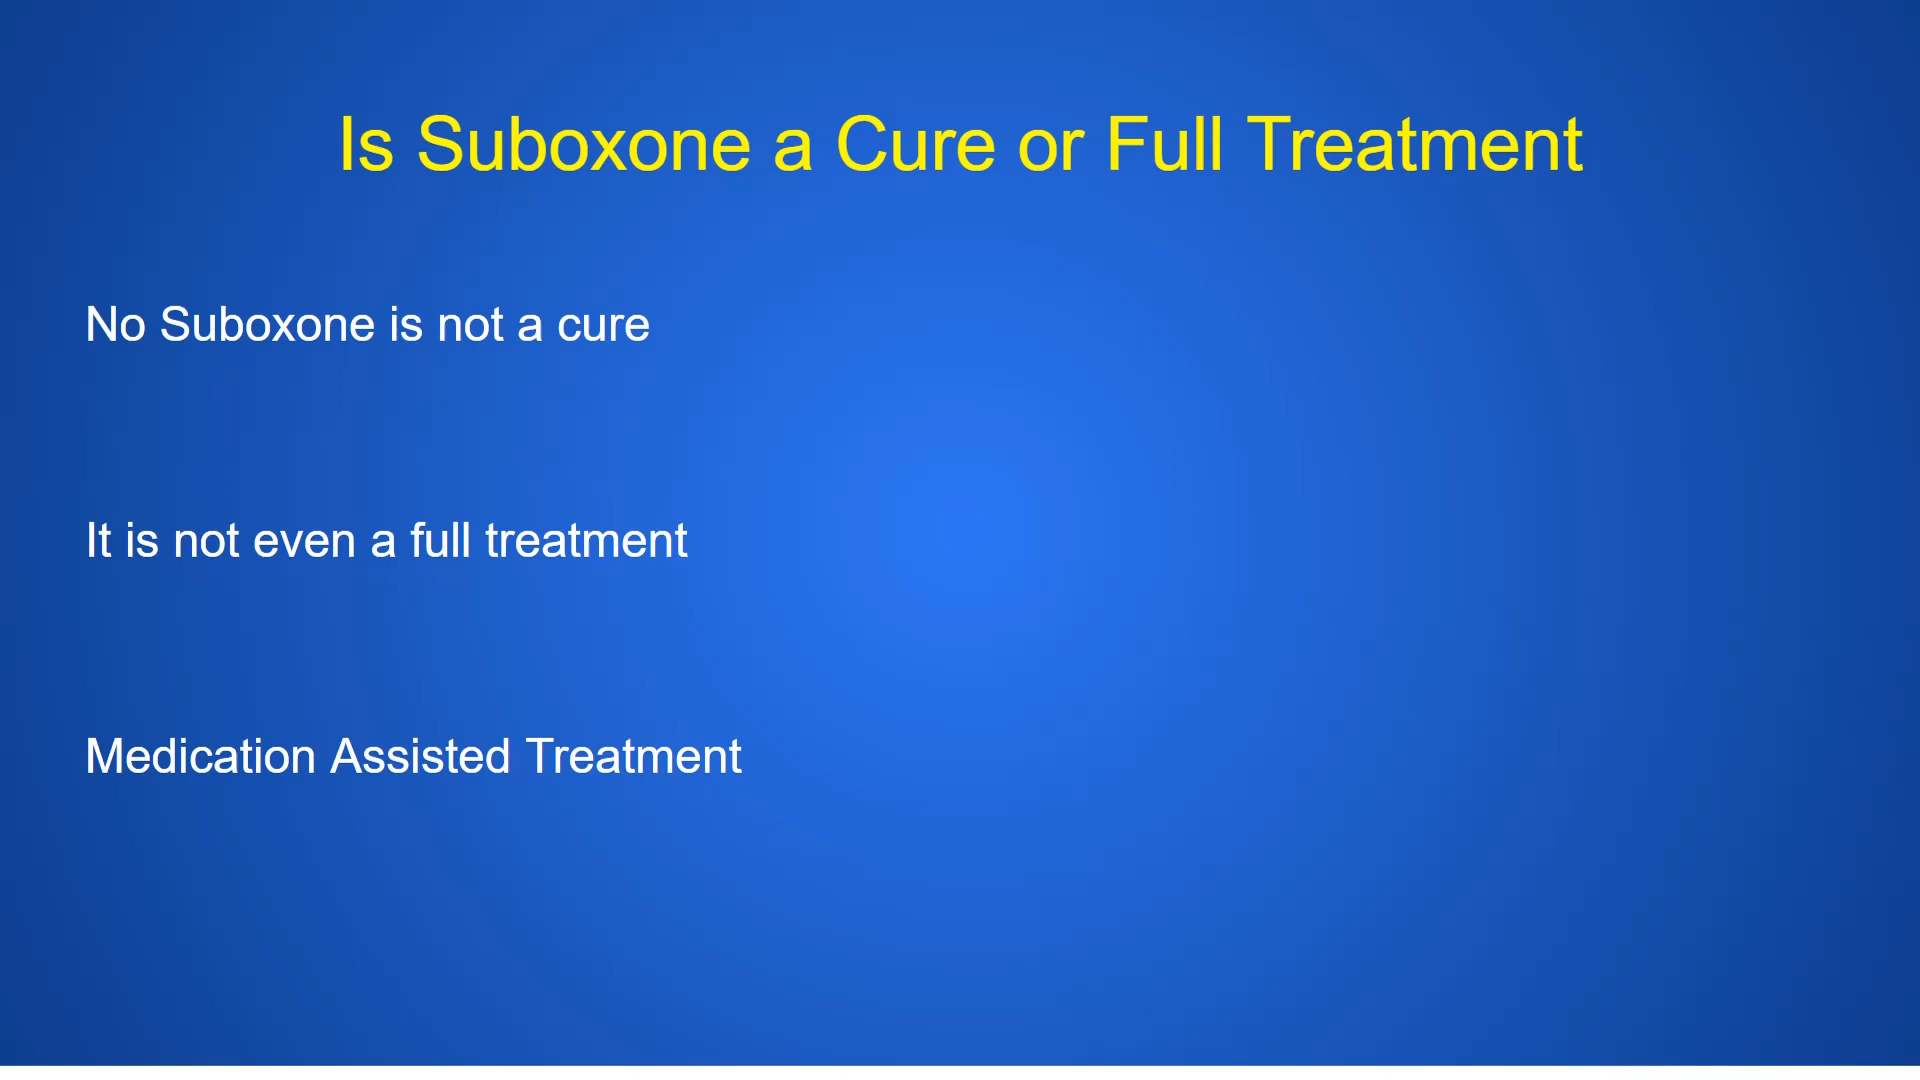 Is Suboxone a Cure or Full Treatment
No Suboxone is not a cure
It is not even a full treatment
Medication Assisted Treatment